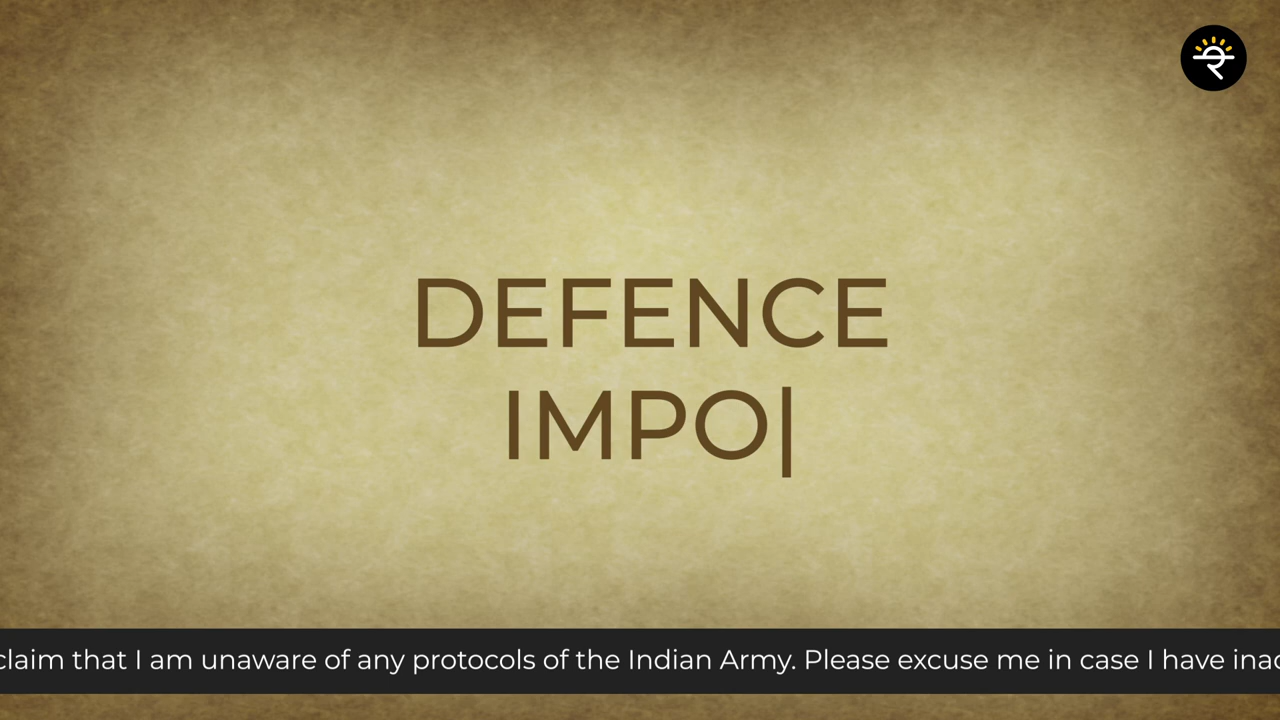 DEFENCE
IMPO|
claim that I am unaware of any protocols of the Indian Army. Please excuse me in case I have